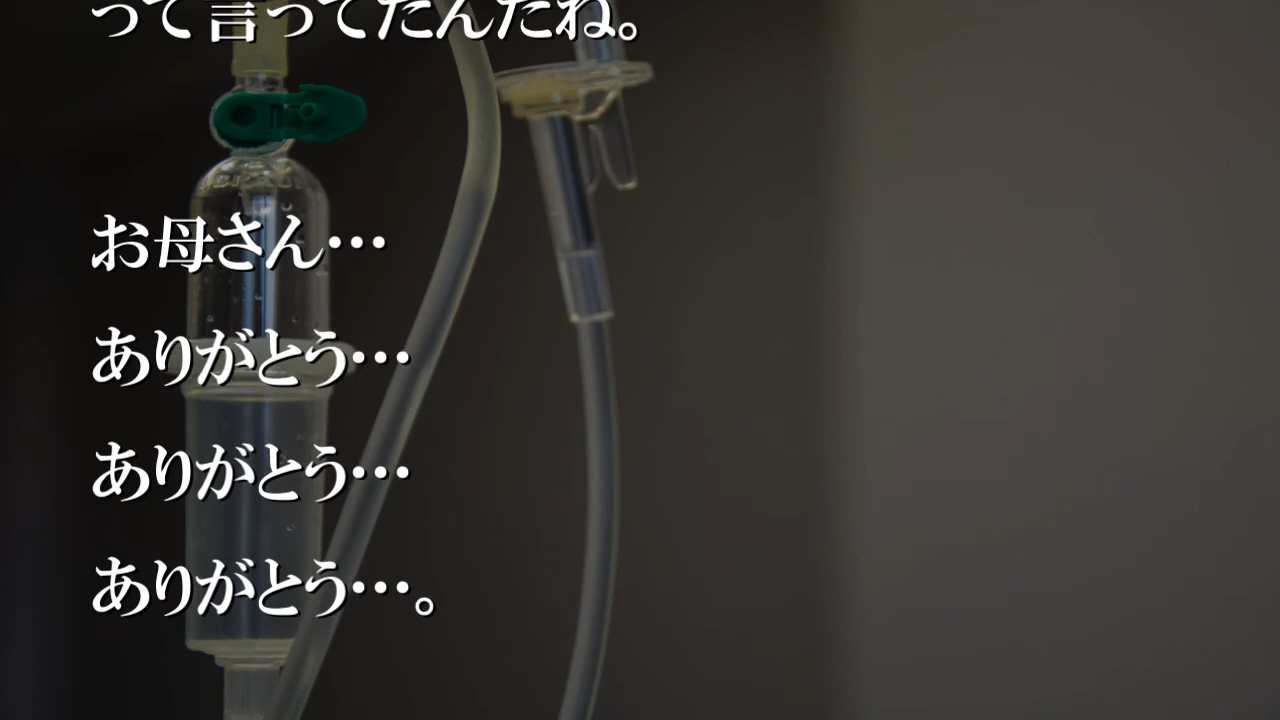 って言ってたんだね。
お母さん…
ありがとう…
ありがとう…
ありがとう…。